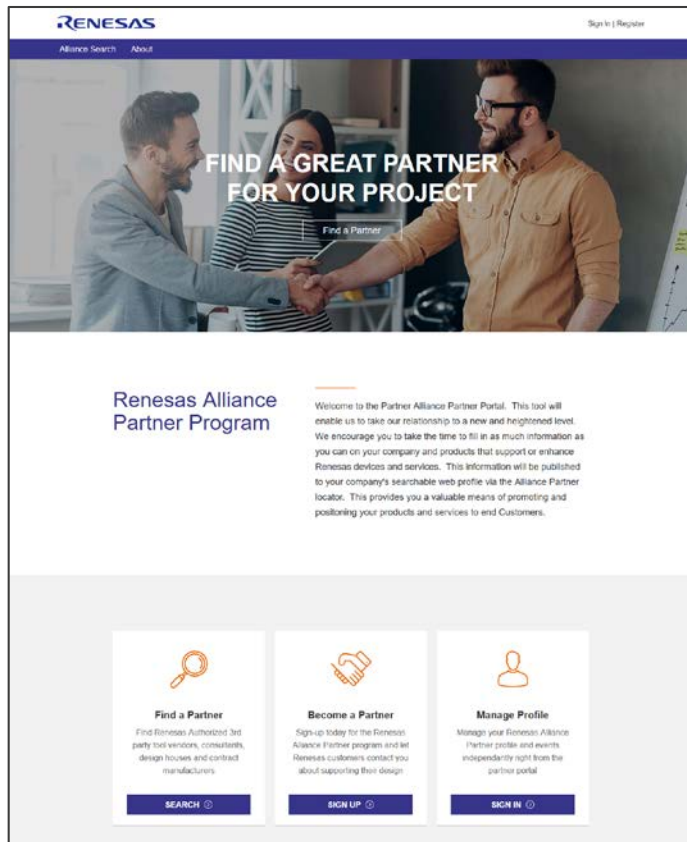 RENESAS
Sign In | Register
Alliance Search About
FIND A GREAT PARTNER
FOR YOUR PROJECT
Find a Partner
Renesas Alliance
Partner Program
Welcome to the Partner Alliance Partner Portal. This tool will
enable us to take our relationship to a new and heightened level.
We encourage you to take the time to fill in as much information as
you can on your company and products that support or enhance
Renesas devices and services. This information will be published
to your company's searchable web profile via the Alliance Partner
locator. This provides you a valuable means of promoting and
positoning your products and services to end Customers.
Find a Partner
Find Renesas Authorized 3rd
party tool vendors, consultants,
design houses and contract
manufacturers
SEARCH
Become a Partner
Sign-up today for the Renesas
Alliance Partner program and let
Renesas customers contact you
about supporting their design
SIGN UP
Manage Profile
Manage your Renesas Alliance
Partner profile and events
independantly right from the
partner portal
SIGN IN